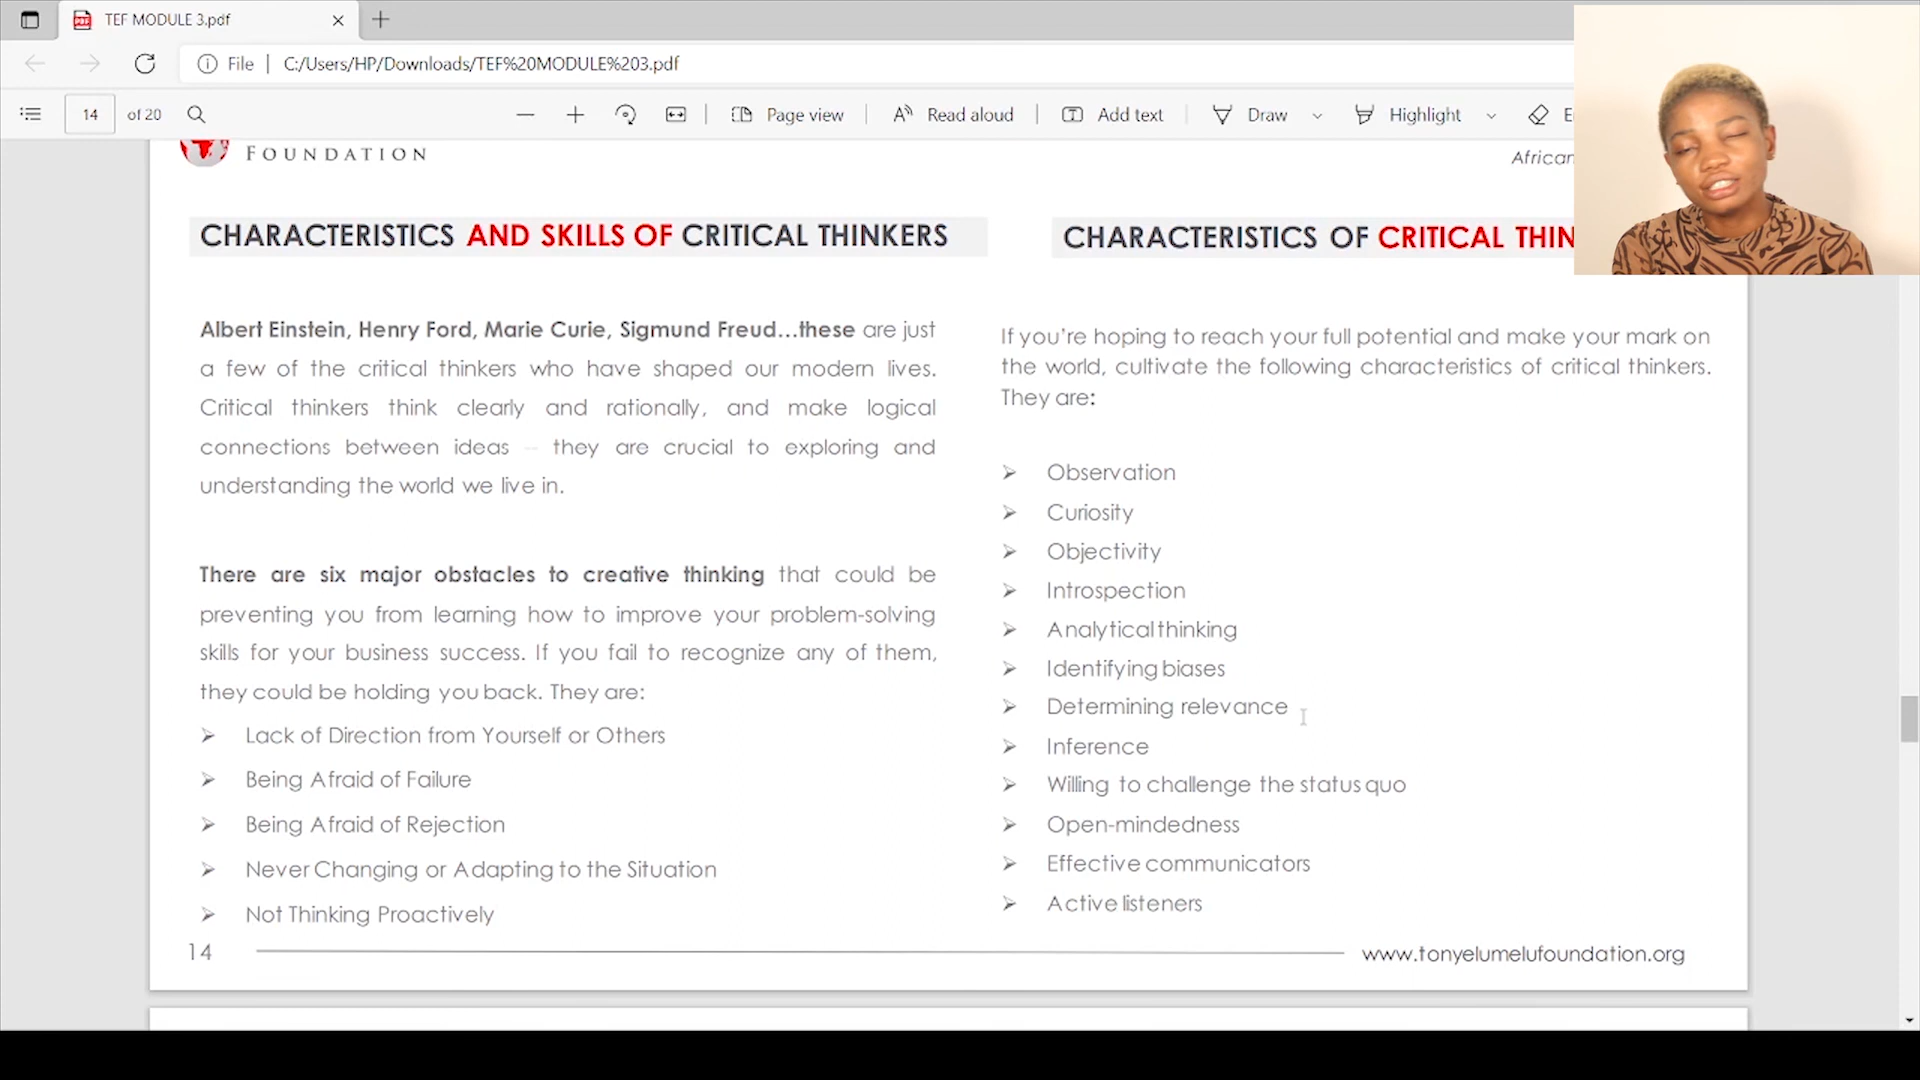 TEF MODULE 3.pdf
File
C:/Users/HP/Downloads/TEF%20MODULE%203.pdf
14 of 20
Page view
Read aloud
Add text
Draw
Highlight
FOUNDATION
African
CHARACTERISTICS AND SKILLS OF CRITICAL THINKERS
Albert Einstein, Henry Ford, Marie Curie, Sigmund Freud...these are just
a few of the critical thinkers who have shaped our modern lives.
Critical thinkers think clearly and rationally, and make logical
connections between ideas – they are crucial to exploring and
understanding the world we live in.
There are six major obstacles to creative thinking that could be
preventing you from learning how to improve your problem-solving
skills for your business success. If you fail to recognize any of them,
they could be holding you back. They are:
➢ Lack of Direction from Yourself or Others
➢ Being Afraid of Failure
➢ Being Afraid of Rejection
➢ Never Changing or Adapting to the Situation
➢ Not Thinking Proactively
CHARACTERISTICS OF CRITICAL THIN
If you're hoping to reach your full potential and make your mark on
the world, cultivate the following characteristics of critical thinkers.
They are:
➢ Observation
➢ Curiosity
➢ Objectivity
➢ Introspection
➢ Analytical thinking
➢ Identifying biases
➢ Determining relevance
➢ Inference
➢ Willing to challenge the status quo
➢ Open-mindedness
➢ Effective communicators
➢ Active listeners
14
www.tonyelumelufoundation.org